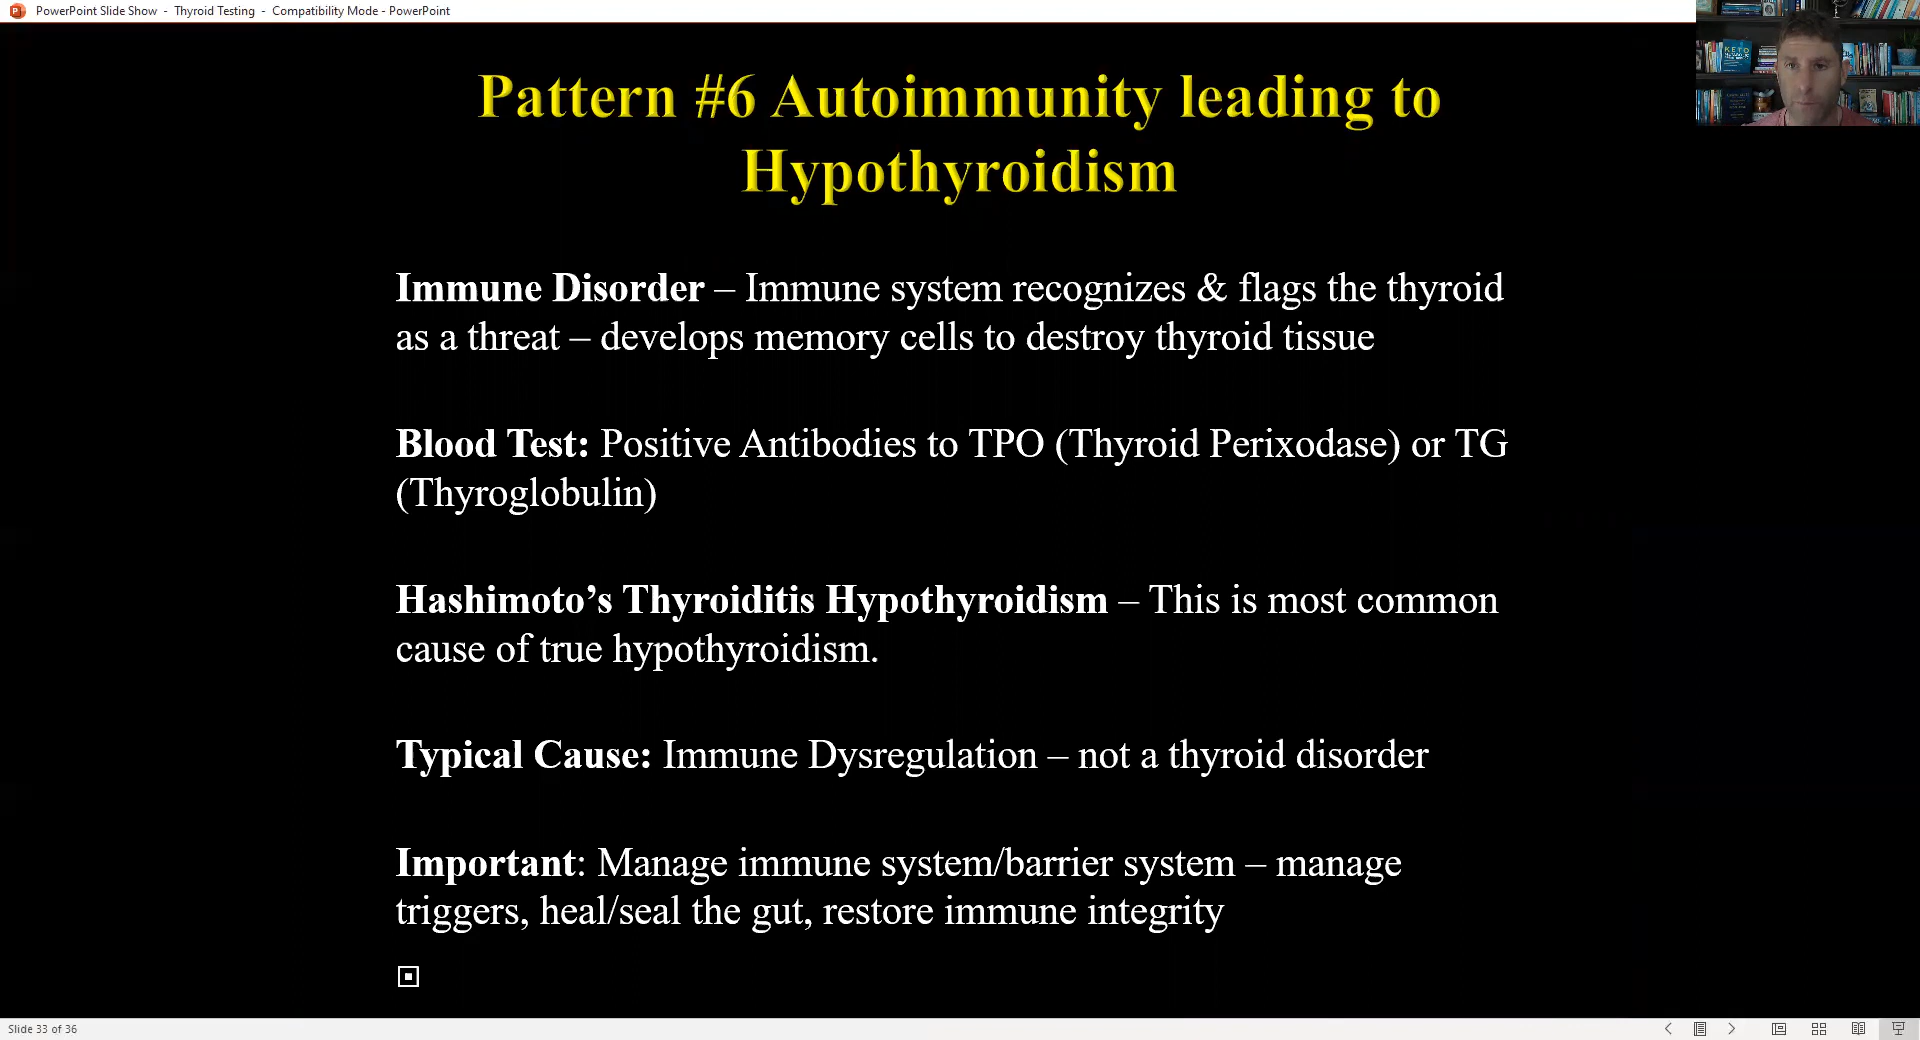 PowerPoint Slide Show - Thyroid Testing - Compatibility Mode - PowerPoint
KETO
Pattern #6 Autoimmunity leading to
Hypothyroidism
Immune Disorder – Immune system recognizes & flags the thyroid
as a threat – develops memory cells to destroy thyroid tissue
Blood Test: Positive Antibodies to TPO (Thyroid Perixodase) or TG
(Thyroglobulin)
Hashimoto’s Thyroiditis Hypothyroidism – This is most common
cause of true hypothyroidism.
Typical Cause: Immune Dysregulation – not a thyroid disorder
Important: Manage immune system/barrier system – manage
triggers, heal/seal the gut, restore immune integrity
Slide 33 of 36